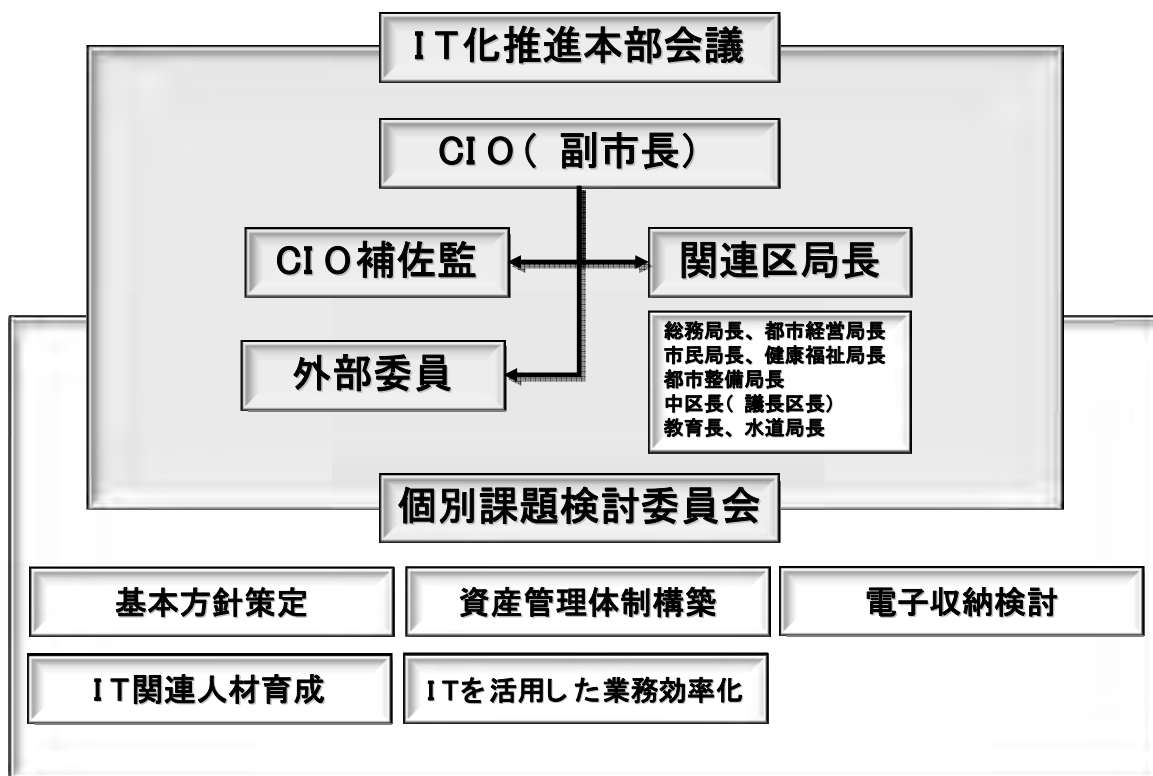 IT化推進本部会議
CIO(副市長)
CIO補佐監
関連区局長
総務局長、都市経営局長
市民局長、健康福祉局長
都市整備局長
中区長(議長区長)
教育長、水道局長
外部委員
個別課題検討委員会
基本方針策定
資産管理体制構築
電子収納検討
IT関連人材育成
ITを活用した業務効率化